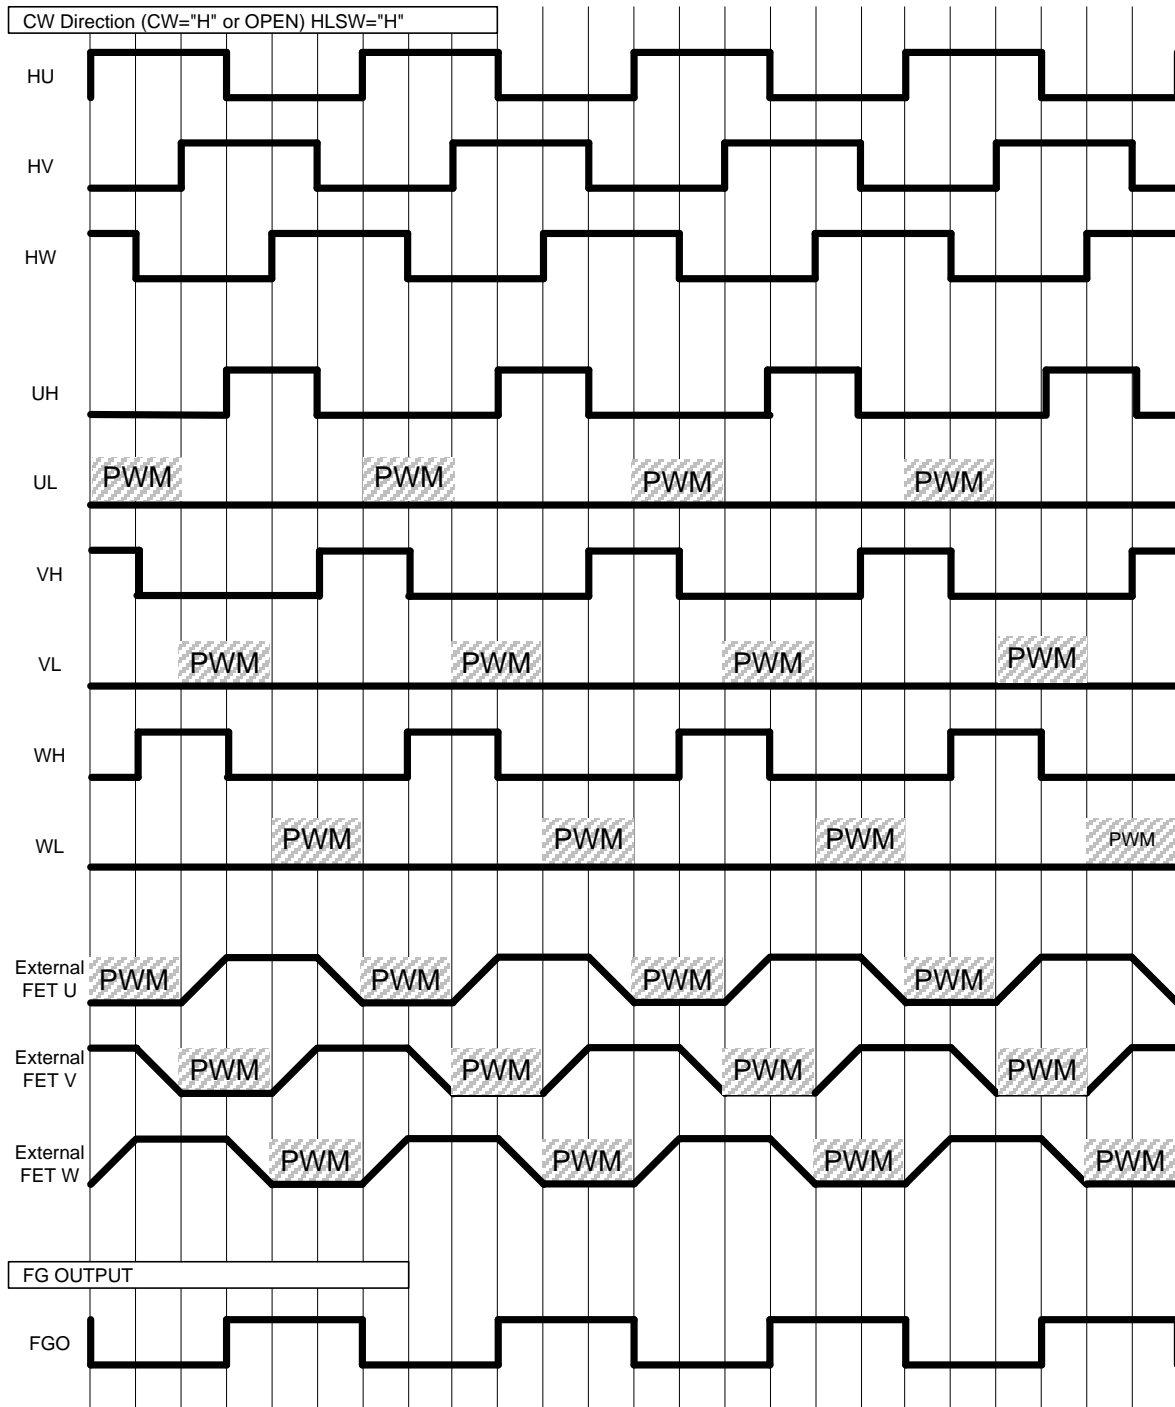 CW Direction (CW="H" or OPEN) HLSW="H"
HU
HV
HW
UH
UL PWM PWM PWM PWM
VH
VL PWM PWM PWM PWM
WH
WL PWM PWM PWM PWM
External
FET U PWM PWM PWM PWM
External
FET V PWM PWM PWM PWM
External
FET W PWM PWM PWM PWM
FG OUTPUT
FGO